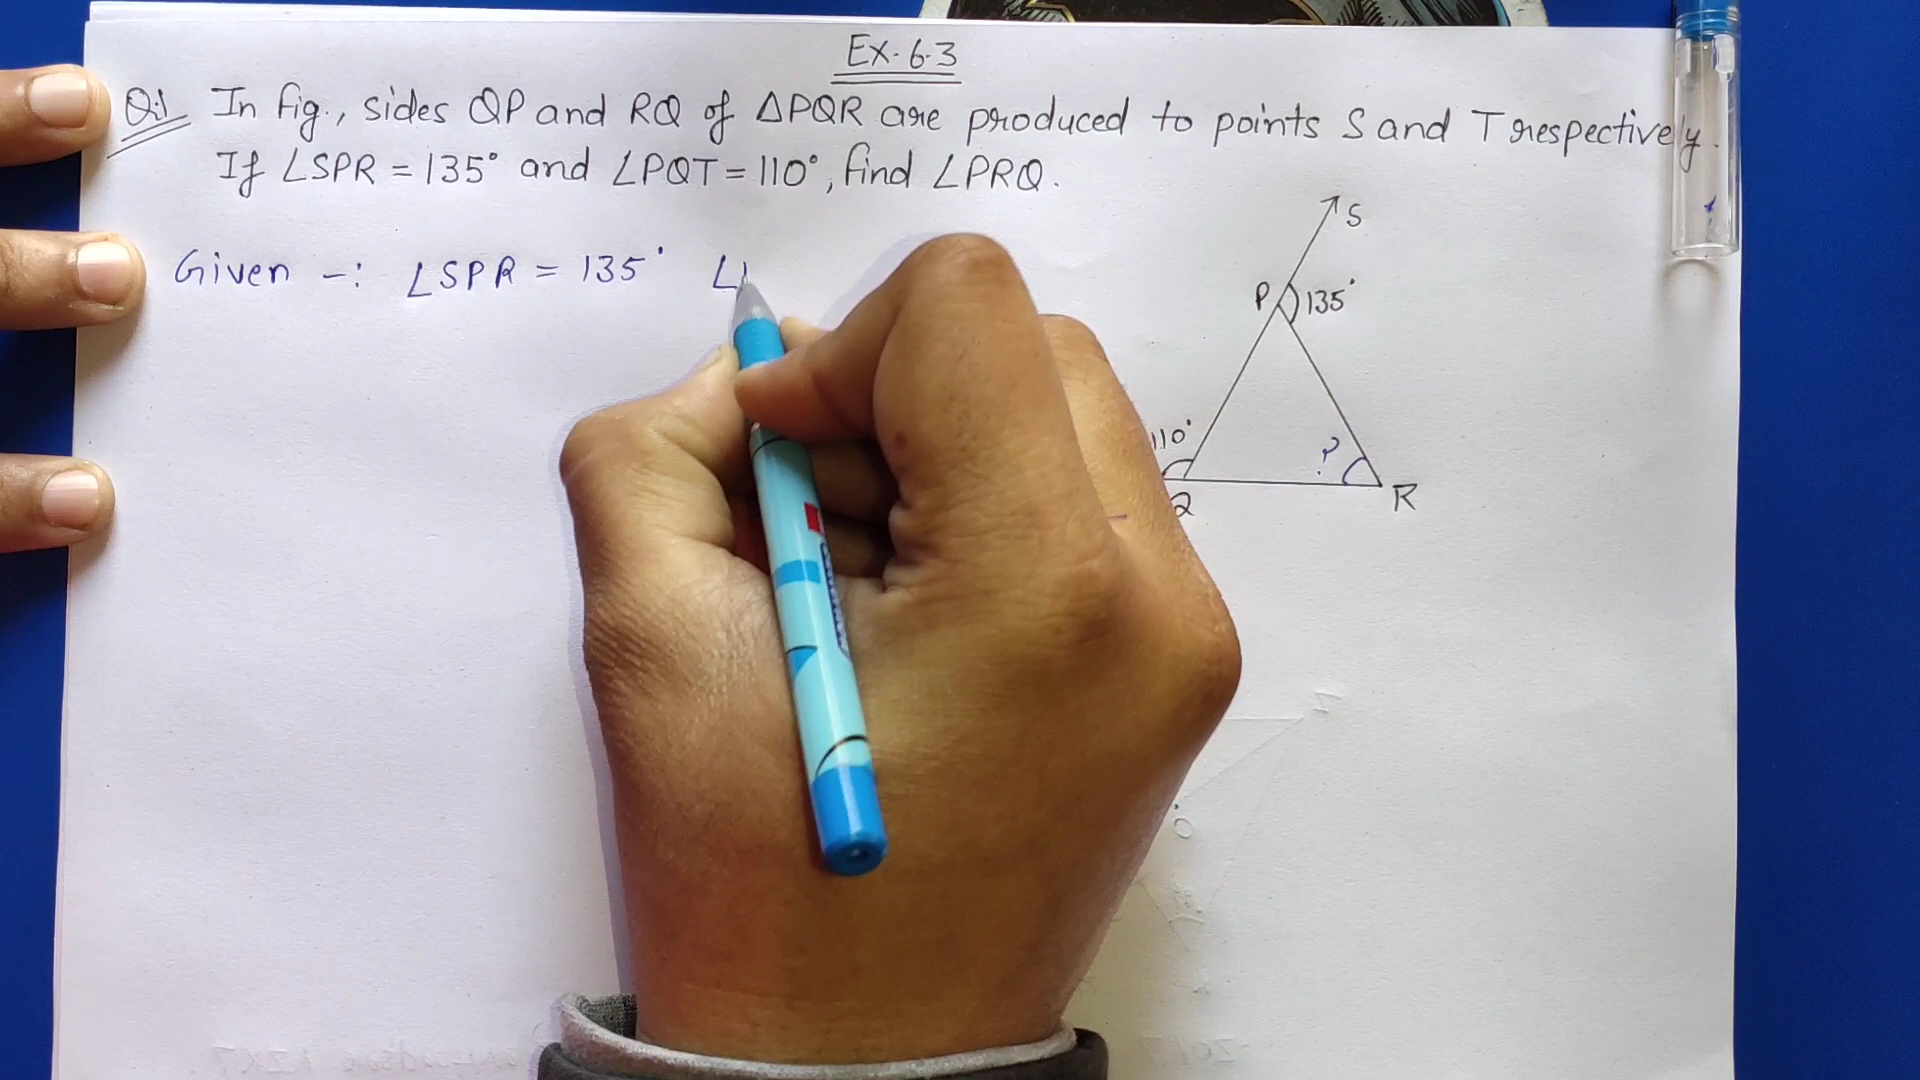 Ex. 6.3
Q.1 In fig., sides QP and RQ of ΔPQR are produced to points S and T respectively.
If ∠SPR = 135° and ∠PQT = 110°, find ∠PRQ.
S
Given -: ∠SPR = 135°
P 135°
110° ?
Q R